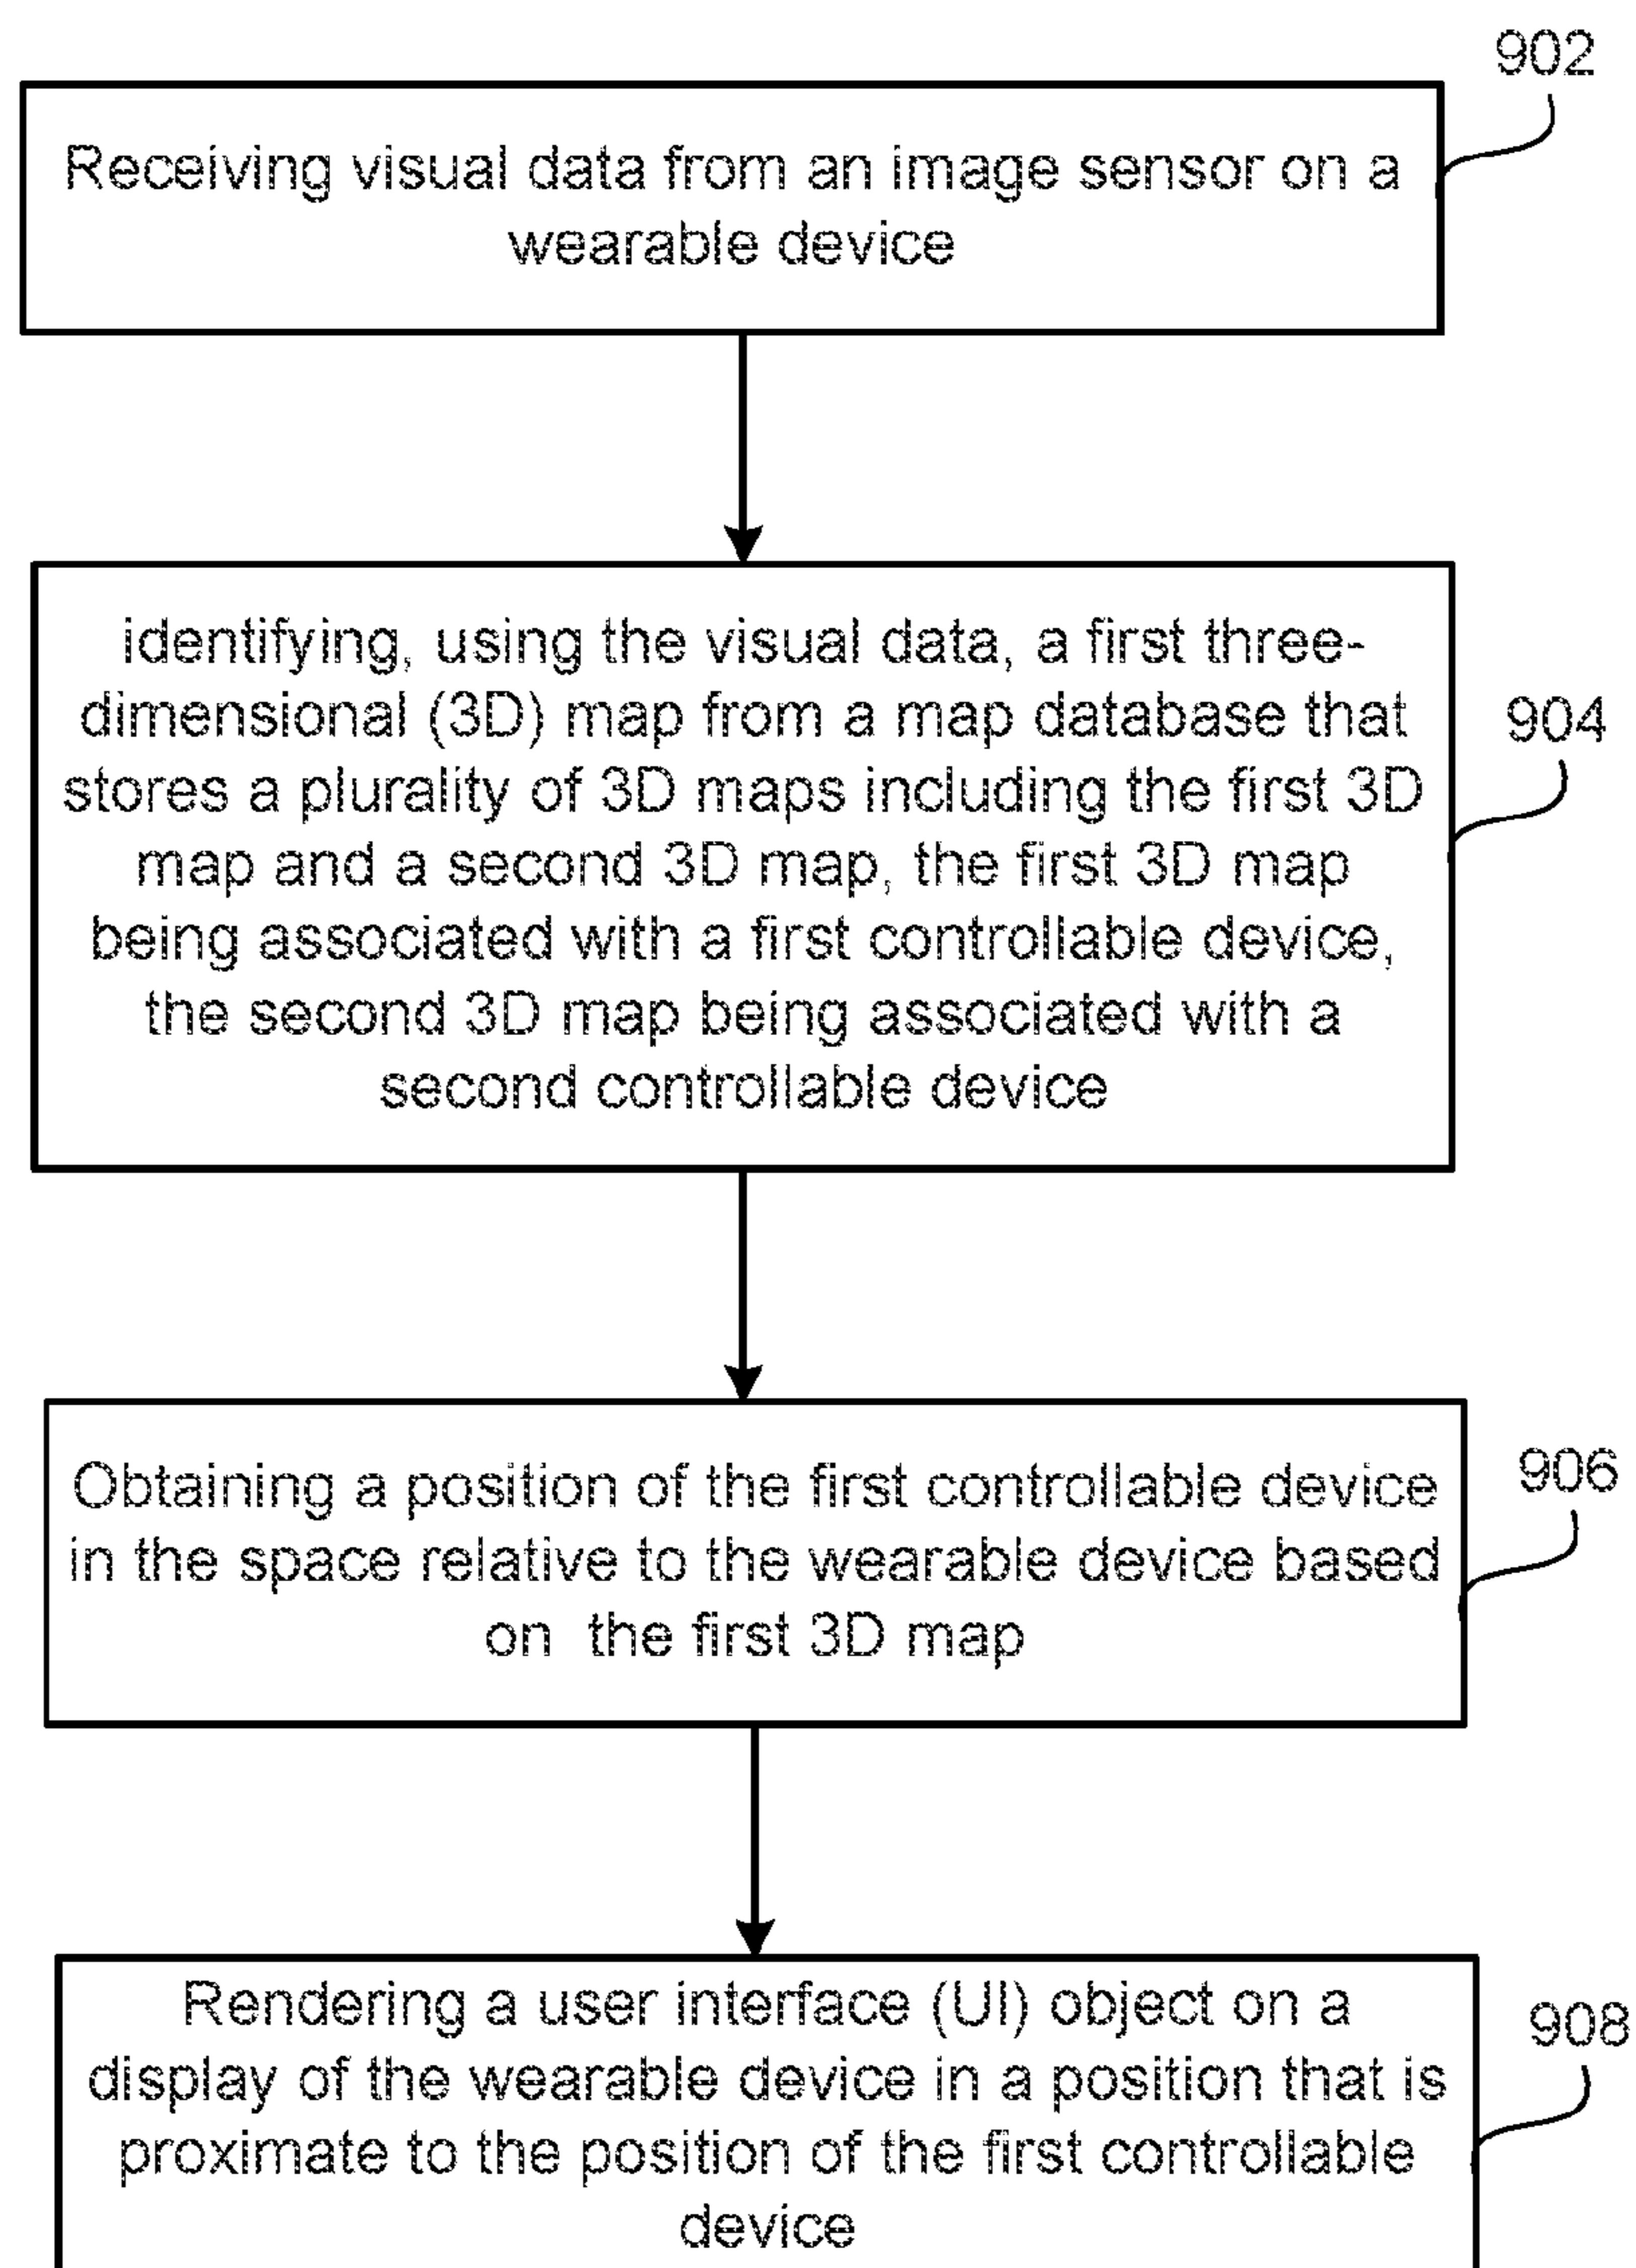 902
Receiving visual data from an image sensor on a
wearable device
identifying, using the visual data, a first three-
dimensional (3D) map from a map database that
stores a plurality of 3D maps including the first 3D
map and a second 3D map, the first 3D map
being associated with a first controllable device,
the second 3D map being associated with a
second controllable device
904
Obtaining a position of the first controllable device
in the space relative to the wearable device based
on the first 3D map
906
Rendering a user interface (UI) object on a
display of the wearable device in a position that is
proximate to the position of the first controllable
device
908